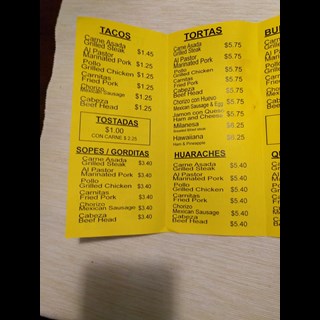 TACOS
Carne Asada
Grilled Steak $1.45
Al Pastor
Marinated Pork $1.25
Pollo
Grilled Chicken $1.25
Carnitas
Fried Pork $1.25
Chorizo
Mexican Sausage $1.25
Cabeza
Beef Head $1.25
TOSTADAS
$1.00
CON CARNE $ 2.25
SOPES / GORDITAS
Carne Asada
Grilled Steak $3.40
Al Pastor
Marinated Pork $3.40
Pollo
Grilled Chicken $3.40
Carnitas
Fried Pork $3.40
Chorizo
Mexican Sausage $3.40
Cabeza
Beef Head $3.40
TORTAS
Carne Asada
Grilled Steak $5.75
Al Pastor
Marinated Pork $5.75
Pollo
Grilled Chicken $5.75
Carnitas
Fried Pork $5.75
Cabeza
Beef Head $5.75
Chorizo con Huevo
Mexican Sausage & Egg $5.75
Jamon con Queso
Ham and Cheese $5.75
Milanesa $6.25
Hawaiiana $6.25
Ham & Pineapple
HUARACHES
Carne Asada
Grilled Steak $5.40
Al Pastor
Marinated Pork $5.40
Pollo
Grilled Chicken $5.40
Carnitas
Fried Pork $5.40
Chorizo
Mexican Sausage $5.40
Cabeza
Beef Head $5.40
BU